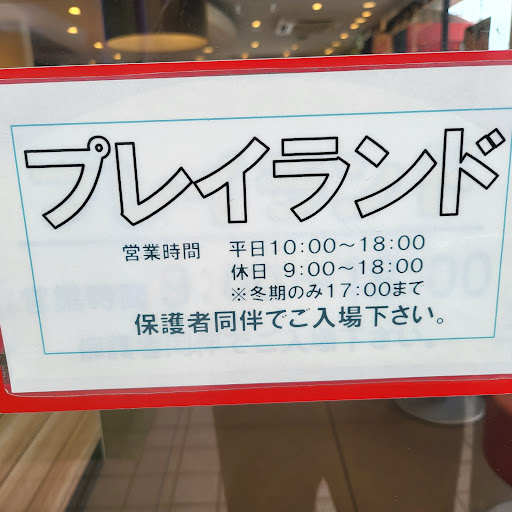 プレイランド
営業時間 平日10:00～18:00
休日 9:00～18:00
※冬期のみ17:00まで
保護者同伴でご入場下さい。